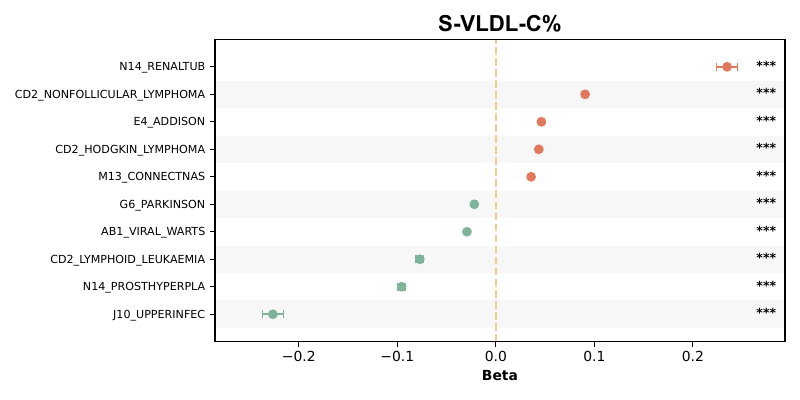 S-VLDL-C%
N14_RENALTUB ***
CD2_NONFOLLICULAR_LYMPHOMA ***
E4_ADDISON ***
CD2_HODGKIN_LYMPHOMA ***
M13_CONNECTNAS ***
G6_PARKINSON ***
AB1_VIRAL_WARTS ***
CD2_LYMPHOID_LEUKAEMIA ***
N14_PROSTHYPERPLA ***
J10_UPPERINFEC ***
−0.2 −0.1 0.0 0.1 0.2
Beta